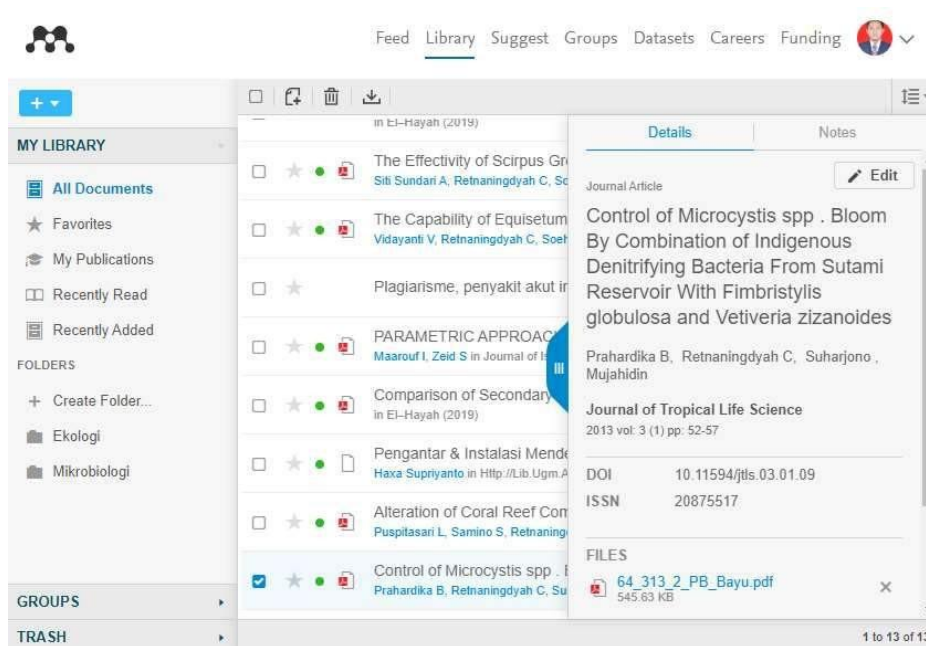 Feed Library Suggest Groups Datasets Careers Funding
MY LIBRARY
All Documents
Favorites
My Publications
Recently Read
Recently Added
FOLDERS
Create Folder...
Ekologi
Mikrobiologi
GROUPS
TRASH
in El-Hayah (2019)
The Effectivity of Scirpus Gr
Siti Sundari A, Retnaningdyah C, So
The Capability of Equisetum
Vidayanti V, Retnaningdyah C, Soeh
Plagiarisme, penyakit akut in
PARAMETRIC APPROAC
Maarouf I, Zeid S in Journal of Is
Comparison of Secondary
in El-Hayah (2019)
Pengantar & Instalasi Mende
Haxa Supriyanto in Http://Lib.Ugm.A
Alteration of Coral Reef Com
Puspitasari L, Samino S, Retnaning
Control of Microcystis spp . B
Prahardika B, Retnaningdyah C, Su
Details Notes
Edit
Journal Article
Control of Microcystis spp . Bloom
By Combination of Indigenous
Denitrifying Bacteria From Sutami
Reservoir With Fimbristylis
globulosa and Vetiveria zizanoides
Prahardika B, Retnaningdyah C, Suharjono ,
Mujahidin
Journal of Tropical Life Science
2013 vol: 3 (1) pp: 52-57
DOI 10.11594/jtls.03.01.09
ISSN 20875517
FILES
64_313_2_PB_Bayu.pdf
545.63 KB
1 to 13 of 13